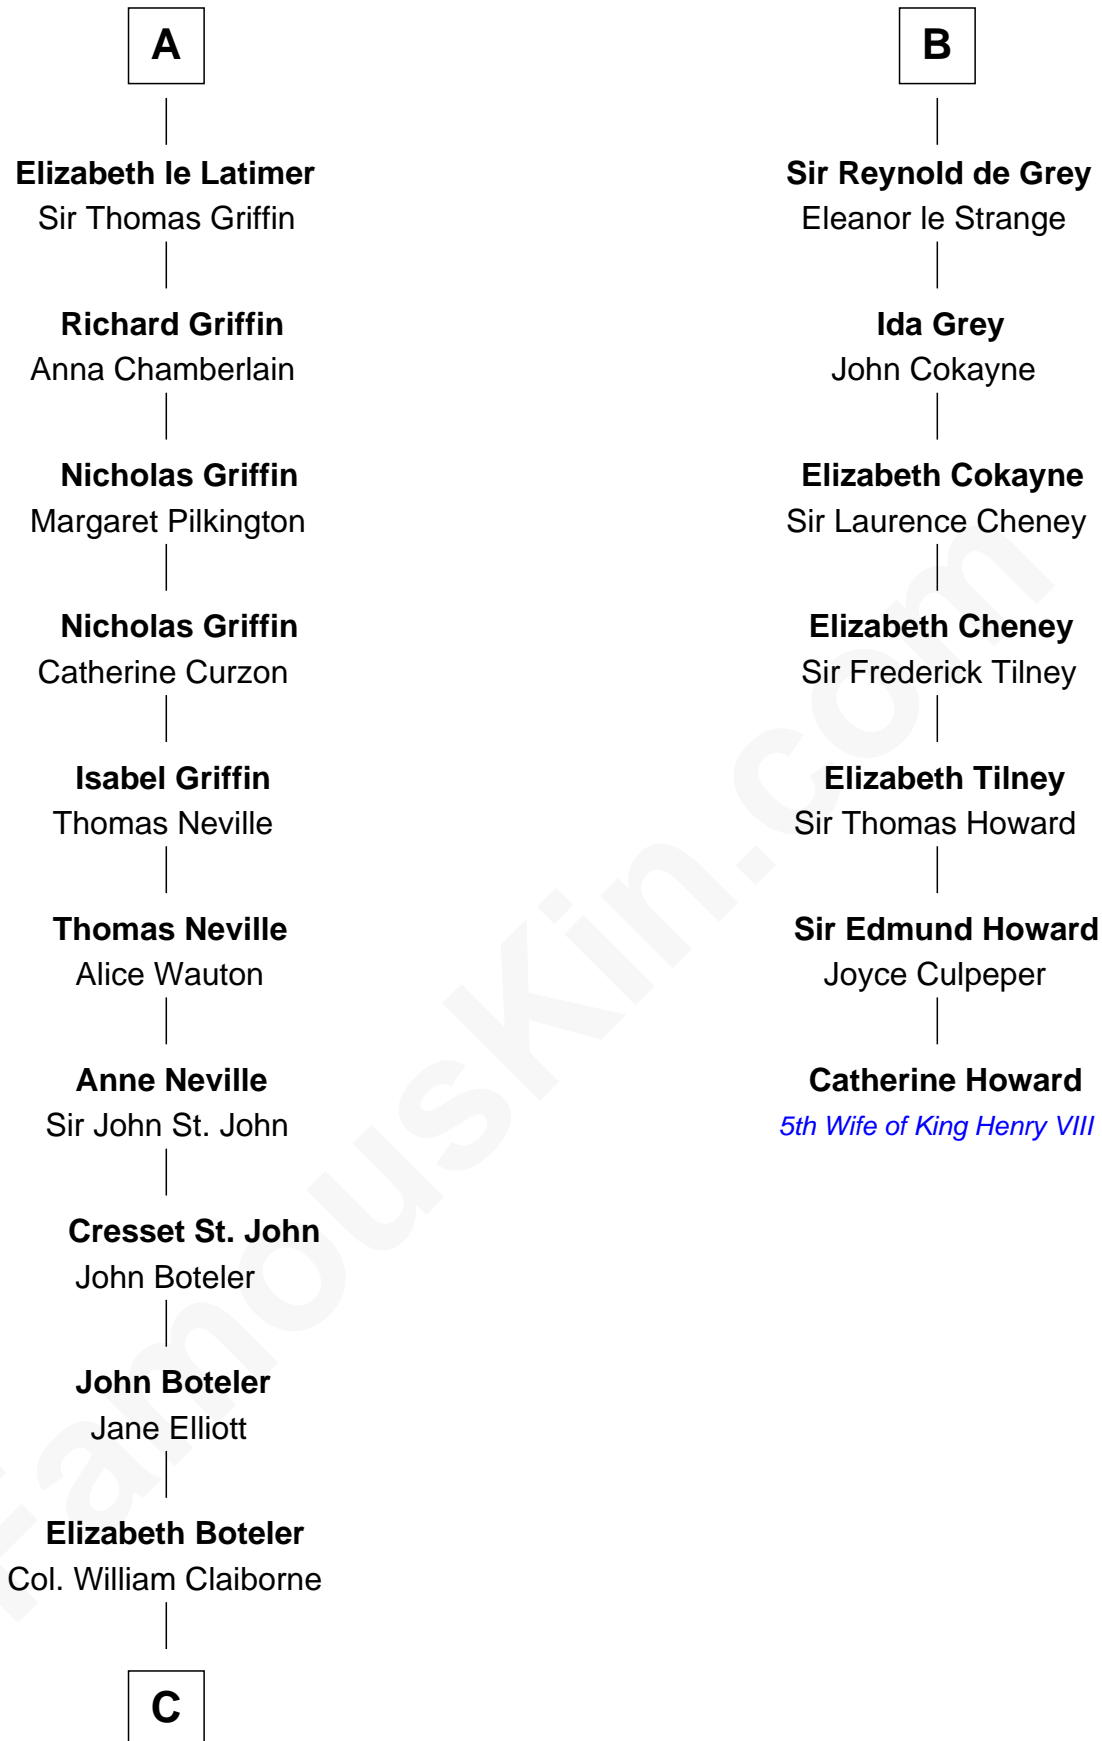 A
Elizabeth le Latimer
Sir Thomas Griffin
Richard Griffin
Anna Chamberlain
Nicholas Griffin
Margaret Pilkington
Nicholas Griffin
Catherine Curzon
Isabel Griffin
Thomas Neville
Thomas Neville
Alice Wauton
Anne Neville
Sir John St. John
Cresset St. John
John Boteler
John Boteler
Jane Elliott
Elizabeth Boteler
Col. William Claiborne
C
B
Sir Reynold de Grey
Eleanor le Strange
Ida Grey
John Cokayne
Elizabeth Cokayne
Sir Laurence Cheney
Elizabeth Cheney
Sir Frederick Tilney
Elizabeth Tilney
Sir Thomas Howard
Sir Edmund Howard
Joyce Culpeper
Catherine Howard
5th Wife of King Henry VIII
FamousKin.com